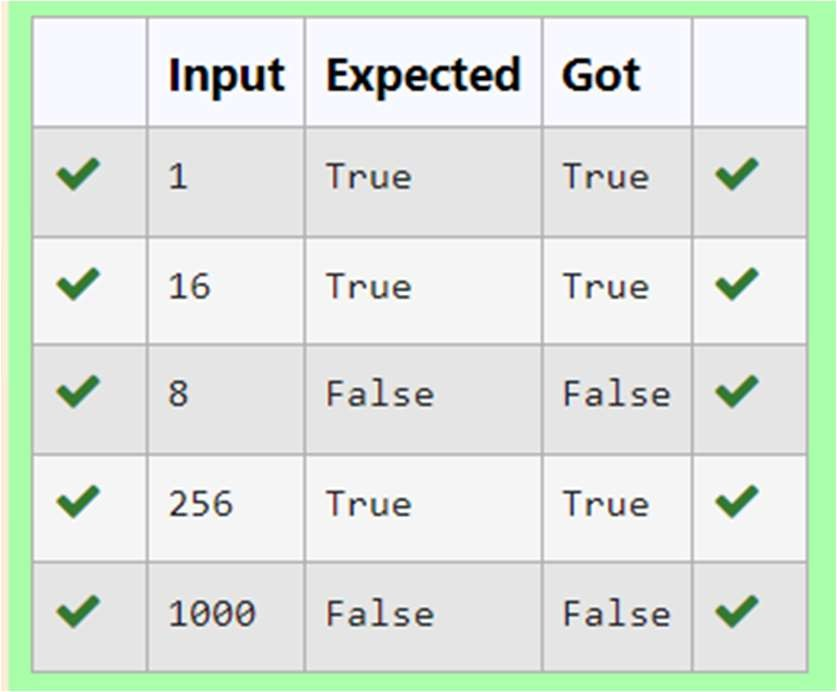 Input Expected Got
1 True True
16 True True
8 False False
256 True True
1000 False False